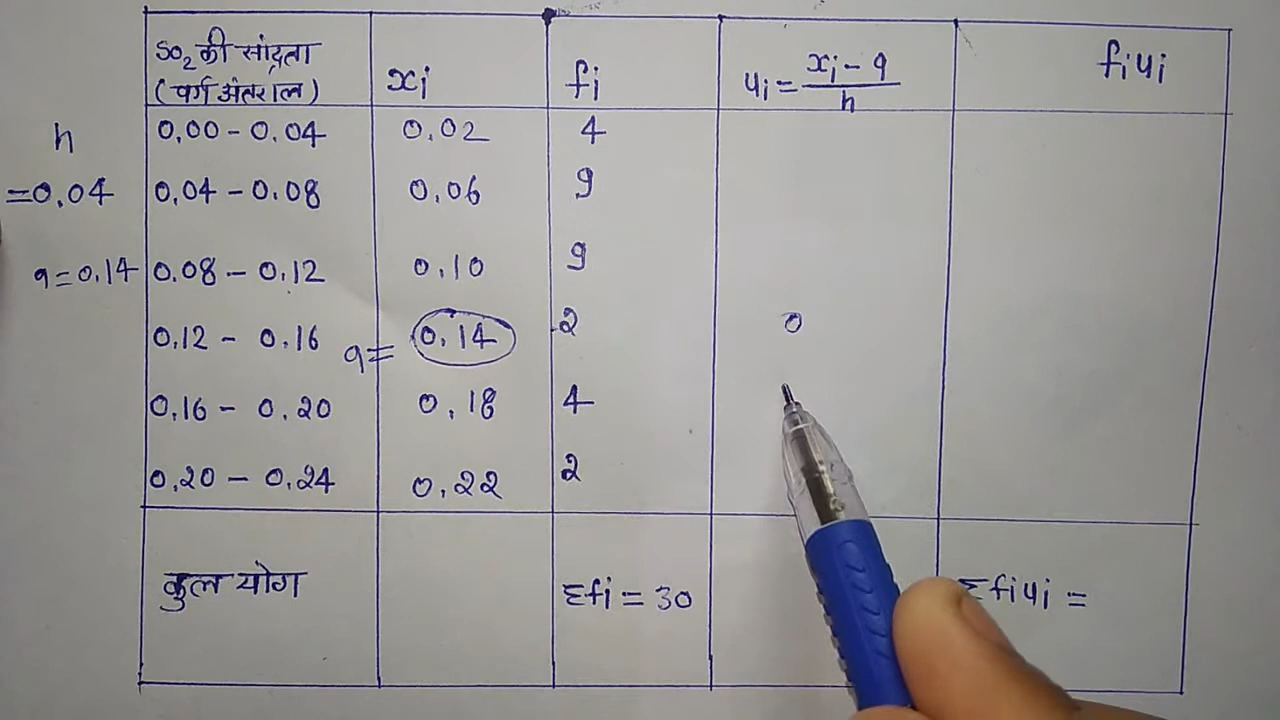 SO₂ की सांद्रता (वर्ग अंतराल) xi fi ui = xi - a / h fiui
h 0.00 - 0.04 0.02 4
= 0.04 0.04 - 0.08 0.06 9
a = 0.14 0.08 - 0.12 0.10 9
0.12 - 0.16 a = 0.14 2 0
0.16 - 0.20 0.18 4
0.20 - 0.24 0.22 2
कुल योग Σfi = 30 Σfiui =